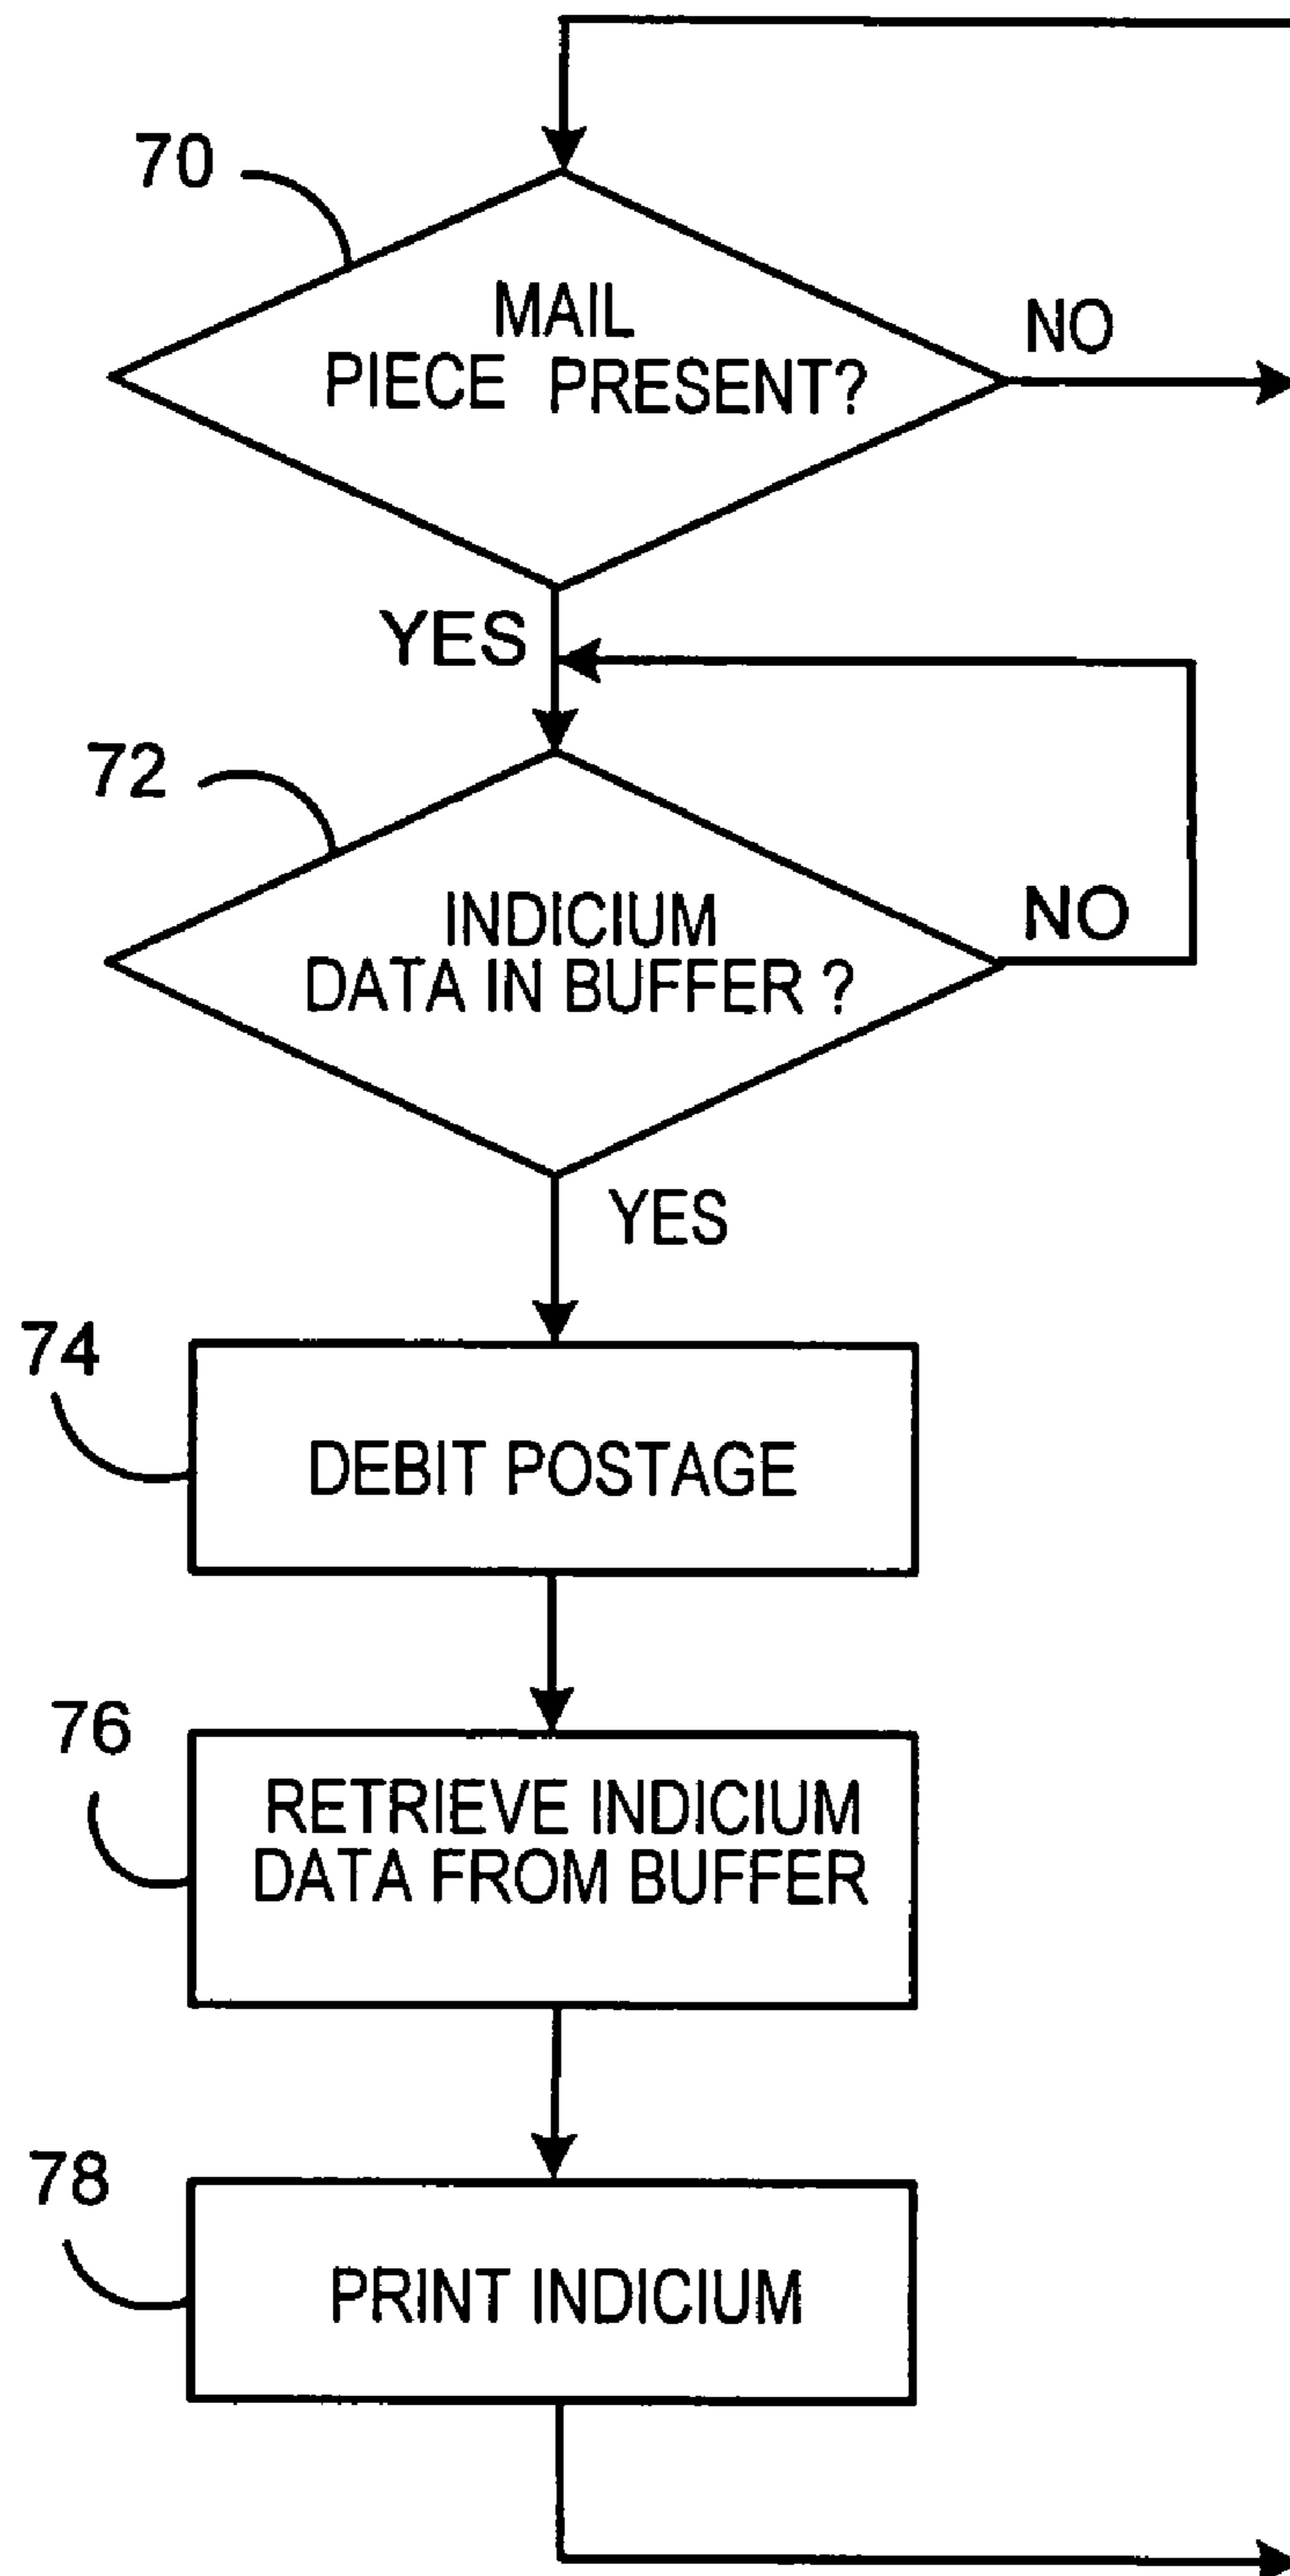 70
MAIL
PIECE PRESENT?
NO
YES
72
INDICIUM
DATA IN BUFFER ?
NO
YES
74
DEBIT POSTAGE
76
RETRIEVE INDICIUM
DATA FROM BUFFER
78
PRINT INDICIUM